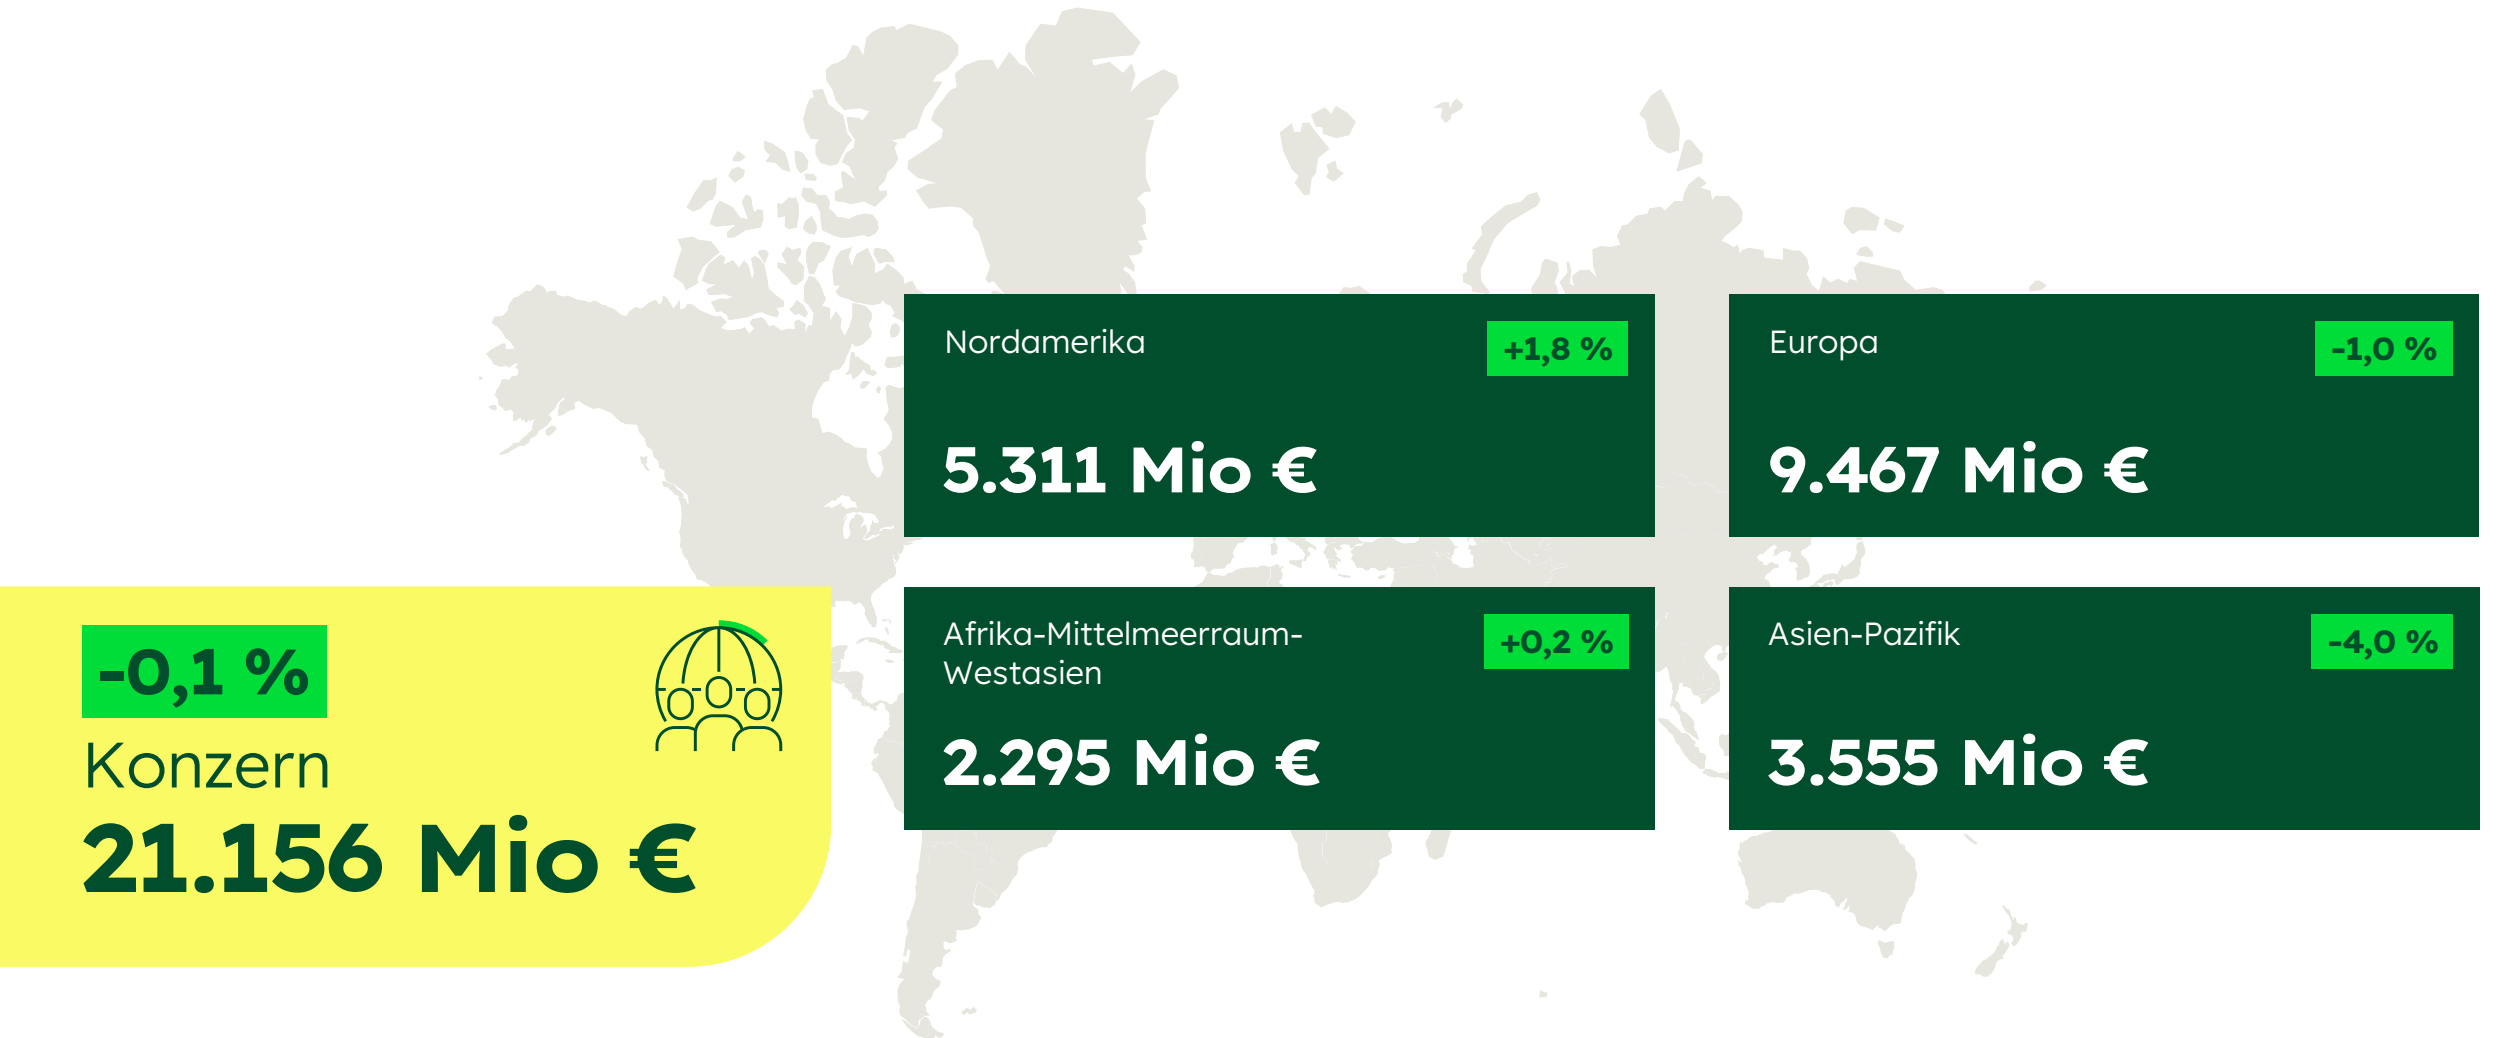 Nordamerika
+1,8 %
5.311 Mio €
Europa
-1,0 %
9.467 Mio €
-0,1 %
Konzern
21.156 Mio €
Afrika-Mittelmeerraum-
Westasien
+0,2 %
2.295 Mio €
Asien-Pazifik
-4,0 %
3.555 Mio €